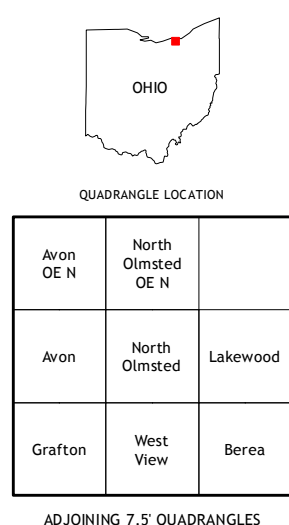 OHIO
QUADRANGLE LOCATION
Avon
OE N
North
Olmsted
OE N
Avon
North
Olmsted
Lakewood
Grafton
West
View
Berea
ADJOINING 7.5' QUADRANGLES